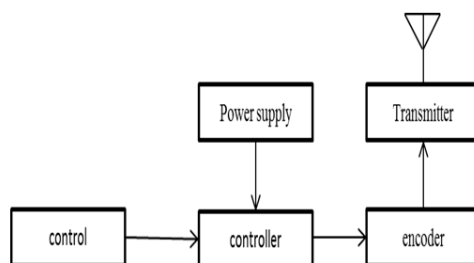 Power supply
Transmitter
control
controller
encoder